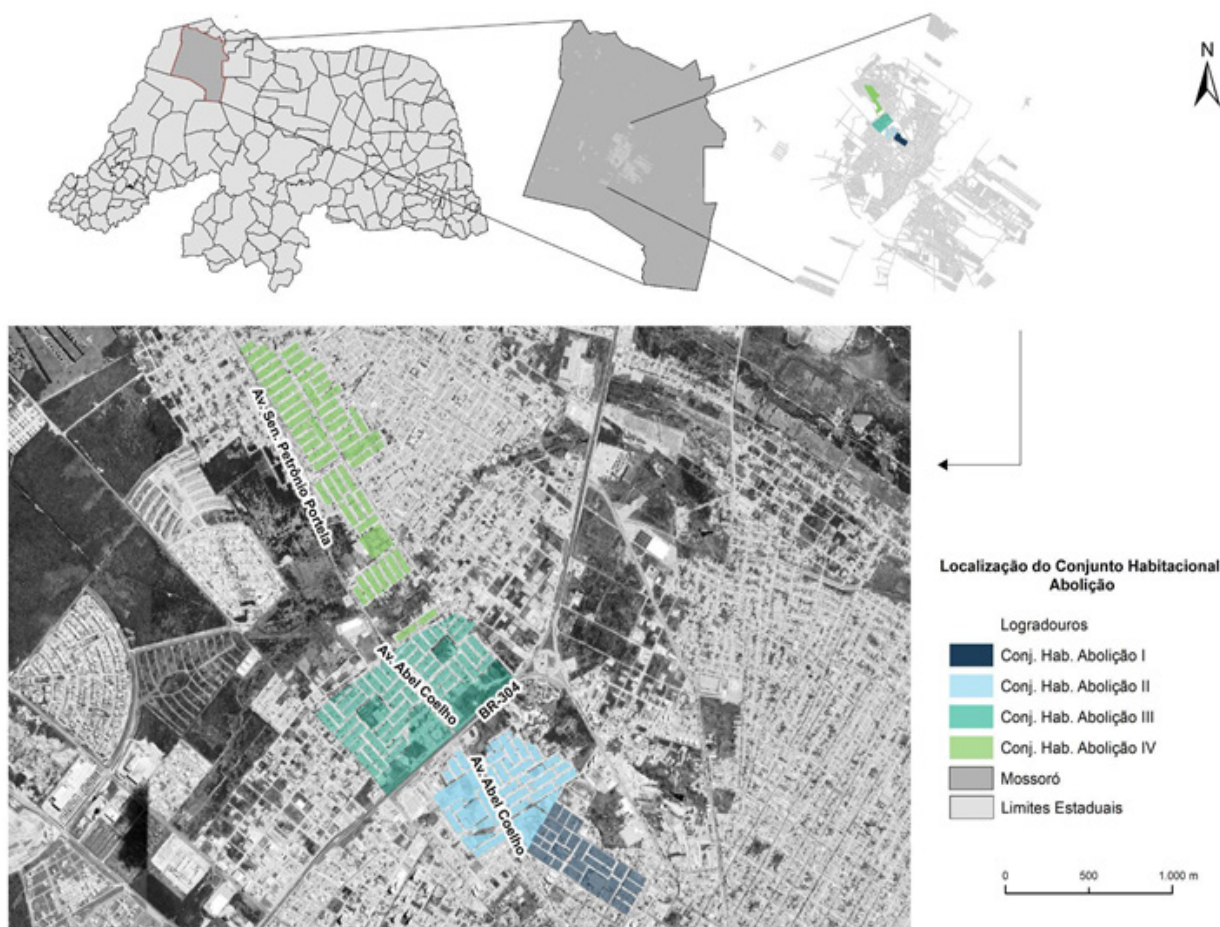 N
Av. Sen. Petrônio Portela
Av. Abel Coelho
BR-304
Av. Abel Coelho
Localização do Conjunto Habitacional
Abolição
Logradouros
Conj. Hab. Abolição I
Conj. Hab. Abolição II
Conj. Hab. Abolição III
Conj. Hab. Abolição IV
Mossoró
Limites Estaduais
0 500 1.000 m